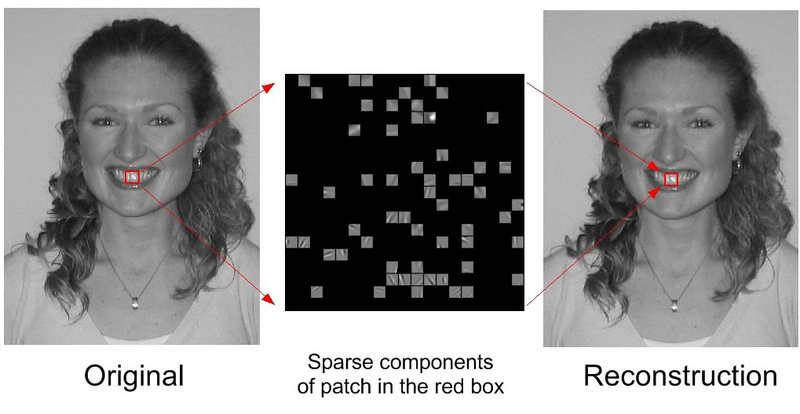 Original
Sparse components
of patch in the red box
Reconstruction